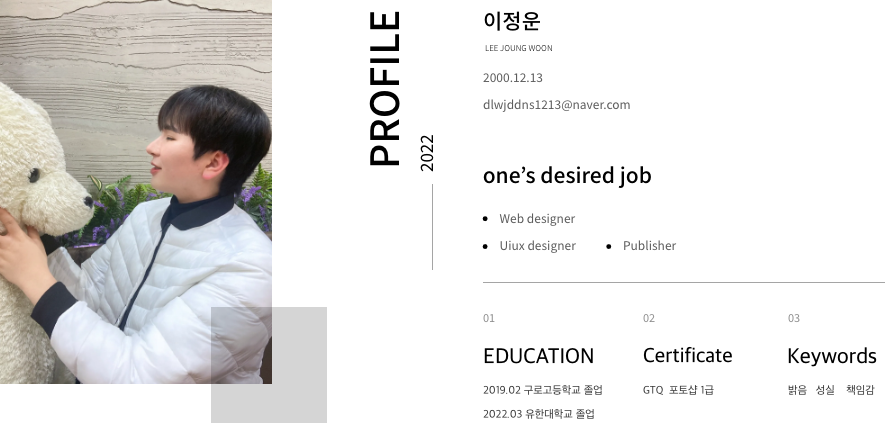 PROFILE
2022
이정운
LEE JOUNG WOON
2000.12.13
dlwjddns1213@naver.com
one's desired job
• Web designer
• Uiux designer • Publisher
01
EDUCATION
2019.02 구로고등학교 졸업
2022.03 유한대학교 졸업
02
Certificate
GTQ 포토샵 1급
03
Keywords
밝음 성실 책임감